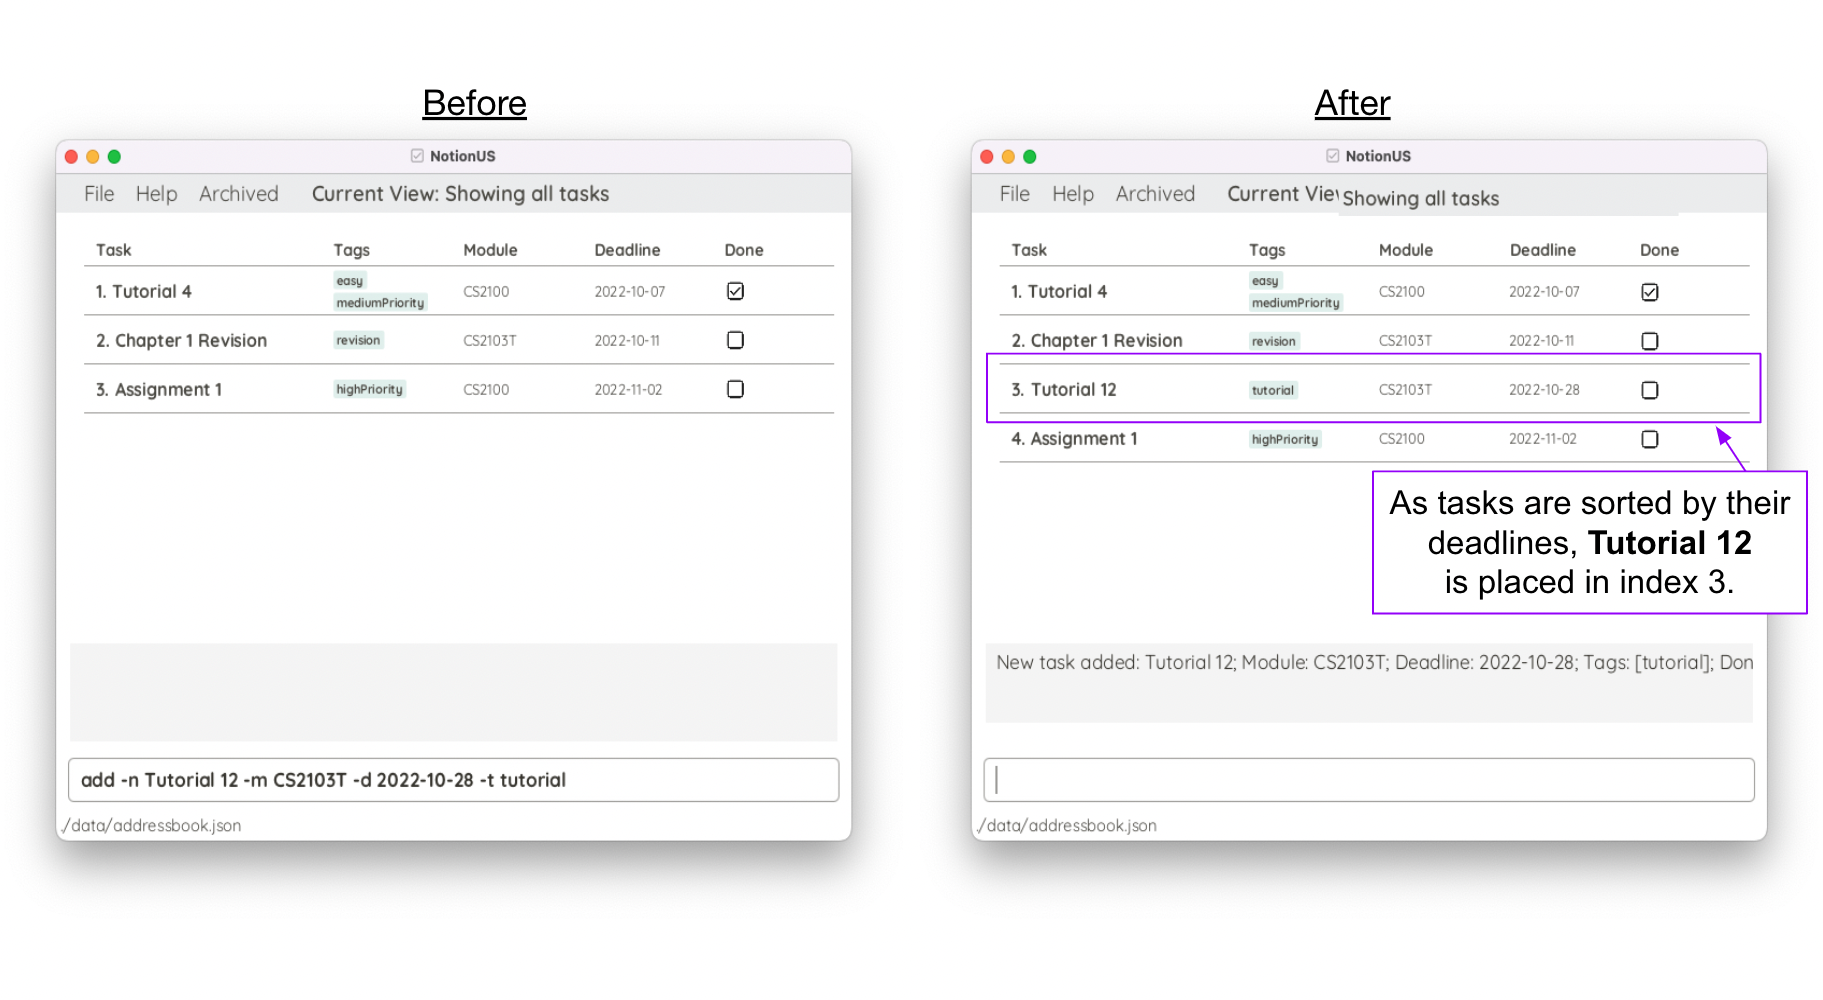 Before
NotionUS
File Help Archived Current View: Showing all tasks
Task Tags Module Deadline Done
1. Tutorial 4 easy mediumPriority CS2100 2022-10-07
2. Chapter 1 Revision revision CS2103T 2022-10-11
3. Assignment 1 highPriority CS2100 2022-11-02
add -n Tutorial 12 -m CS2103T -d 2022-10-28 -t tutorial
./data/addressbook.json
After
NotionUS
File Help Archived Current View Showing all tasks
Task Tags Module Deadline Done
1. Tutorial 4 easy mediumPriority CS2100 2022-10-07
2. Chapter 1 Revision revision CS2103T 2022-10-11
3. Tutorial 12 tutorial CS2103T 2022-10-28
4. Assignment 1 highPriority CS2100 2022-11-02
As tasks are sorted by their
deadlines, Tutorial 12
is placed in index 3.
New task added: Tutorial 12; Module: CS2103T; Deadline: 2022-10-28; Tags: [tutorial]; Don
./data/addressbook.json